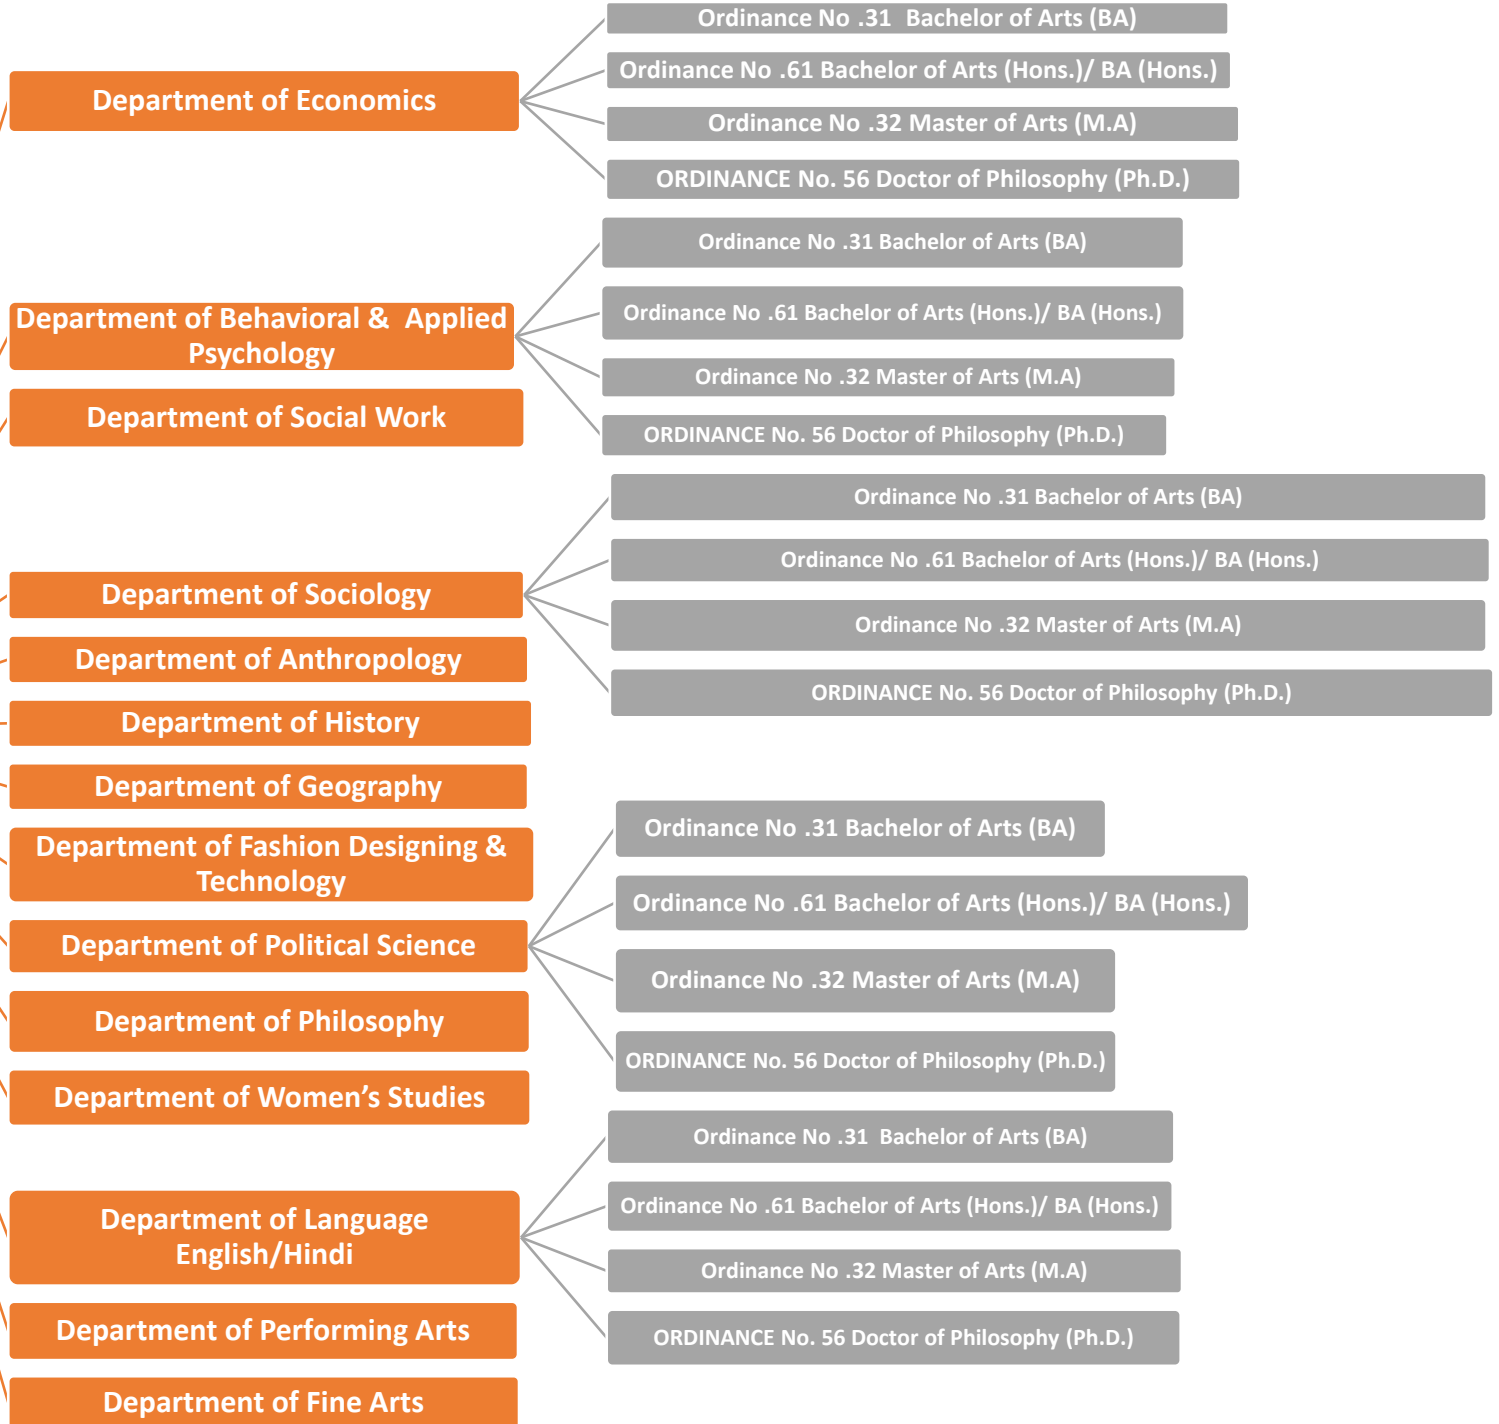 Department of Economics
Ordinance No .31  Bachelor of Arts (BA)
Ordinance No .61 Bachelor of Arts (Hons.)/ BA (Hons.)
Ordinance No .32 Master of Arts (M.A)
ORDINANCE No. 56 Doctor of Philosophy (Ph.D.)
Department of Behavioral &  Applied
Psychology
Ordinance No .31 Bachelor of Arts (BA)
Ordinance No .61 Bachelor of Arts (Hons.)/ BA (Hons.)
Ordinance No .32 Master of Arts (M.A)
ORDINANCE No. 56 Doctor of Philosophy (Ph.D.)
Department of Social Work
Department of Sociology
Ordinance No .31 Bachelor of Arts (BA)
Ordinance No .61 Bachelor of Arts (Hons.)/ BA (Hons.)
Ordinance No .32 Master of Arts (M.A)
ORDINANCE No. 56 Doctor of Philosophy (Ph.D.)
Department of Anthropology
Department of History
Department of Geography
Department of Fashion Designing &
Technology
Department of Political Science
Ordinance No .31 Bachelor of Arts (BA)
Ordinance No .61 Bachelor of Arts (Hons.)/ BA (Hons.)
Ordinance No .32 Master of Arts (M.A)
ORDINANCE No. 56 Doctor of Philosophy (Ph.D.)
Department of Philosophy
Department of Women’s Studies
Department of Language
English/Hindi
Ordinance No .31  Bachelor of Arts (BA)
Ordinance No .61 Bachelor of Arts (Hons.)/ BA (Hons.)
Ordinance No .32 Master of Arts (M.A)
ORDINANCE No. 56 Doctor of Philosophy (Ph.D.)
Department of Performing Arts
Department of Fine Arts